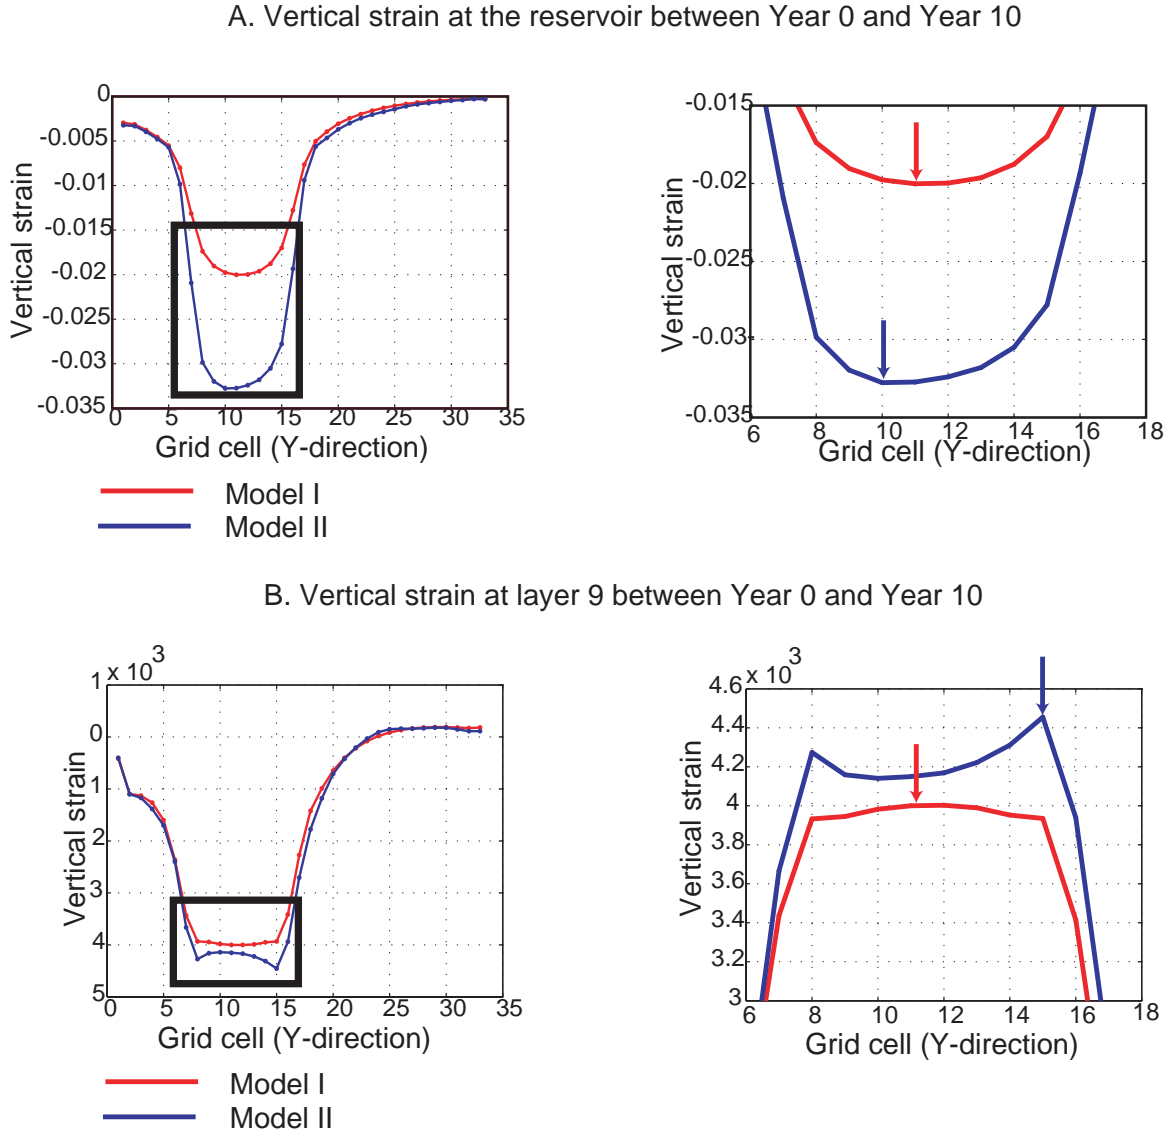 A. Vertical strain at the reservoir between Year 0 and Year 10
0
-0.005
-0.01
-0.015
-0.02
-0.025
-0.03
-0.035
Vertical strain
0 5 10 15 20 25 30 35
Grid cell (Y-direction)
-0.015
-0.02
-0.025
-0.03
-0.035
Vertical strain
6 8 10 12 14 16 18
Grid cell (Y-direction)
Model I
Model II
B. Vertical strain at layer 9 between Year 0 and Year 10
x 10³
1
0
1
2
3
4
5
Vertical strain
0 5 10 15 20 25 30 35
Grid cell (Y-direction)
x 10³
4.6
4.4
4.2
4
3.8
3.6
3.4
3.2
3
Vertical strain
6 8 10 12 14 16 18
Grid cell (Y-direction)
Model I
Model II